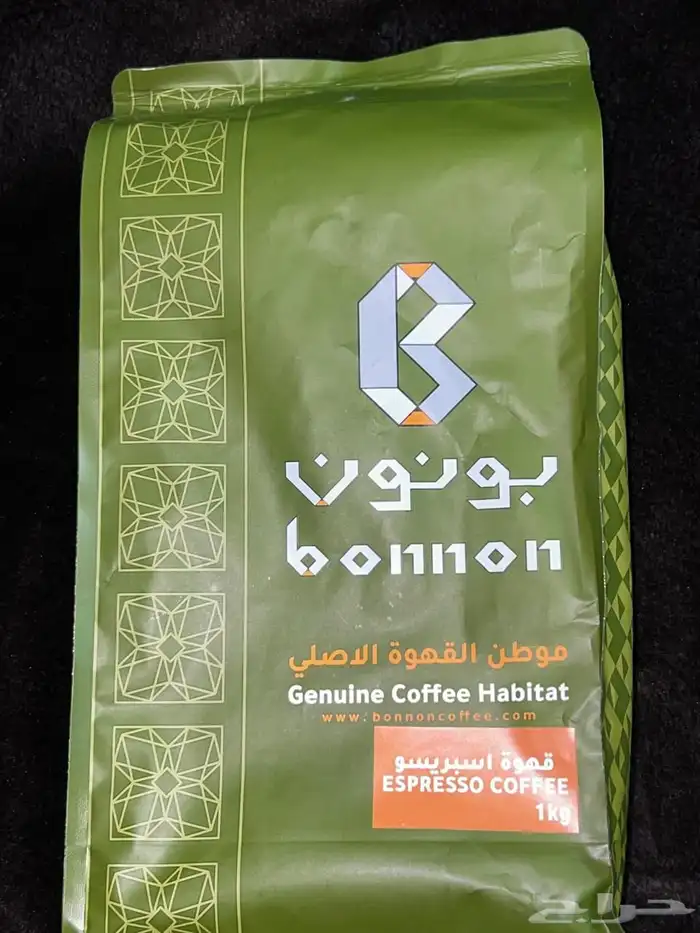 بونون
bonnon
موطن القهوة الاصلي
Genuine Coffee Habitat
www.bonnoncoffee.com
قهوة اسبريسو
ESPRESSO COFFEE
1kg
حراج